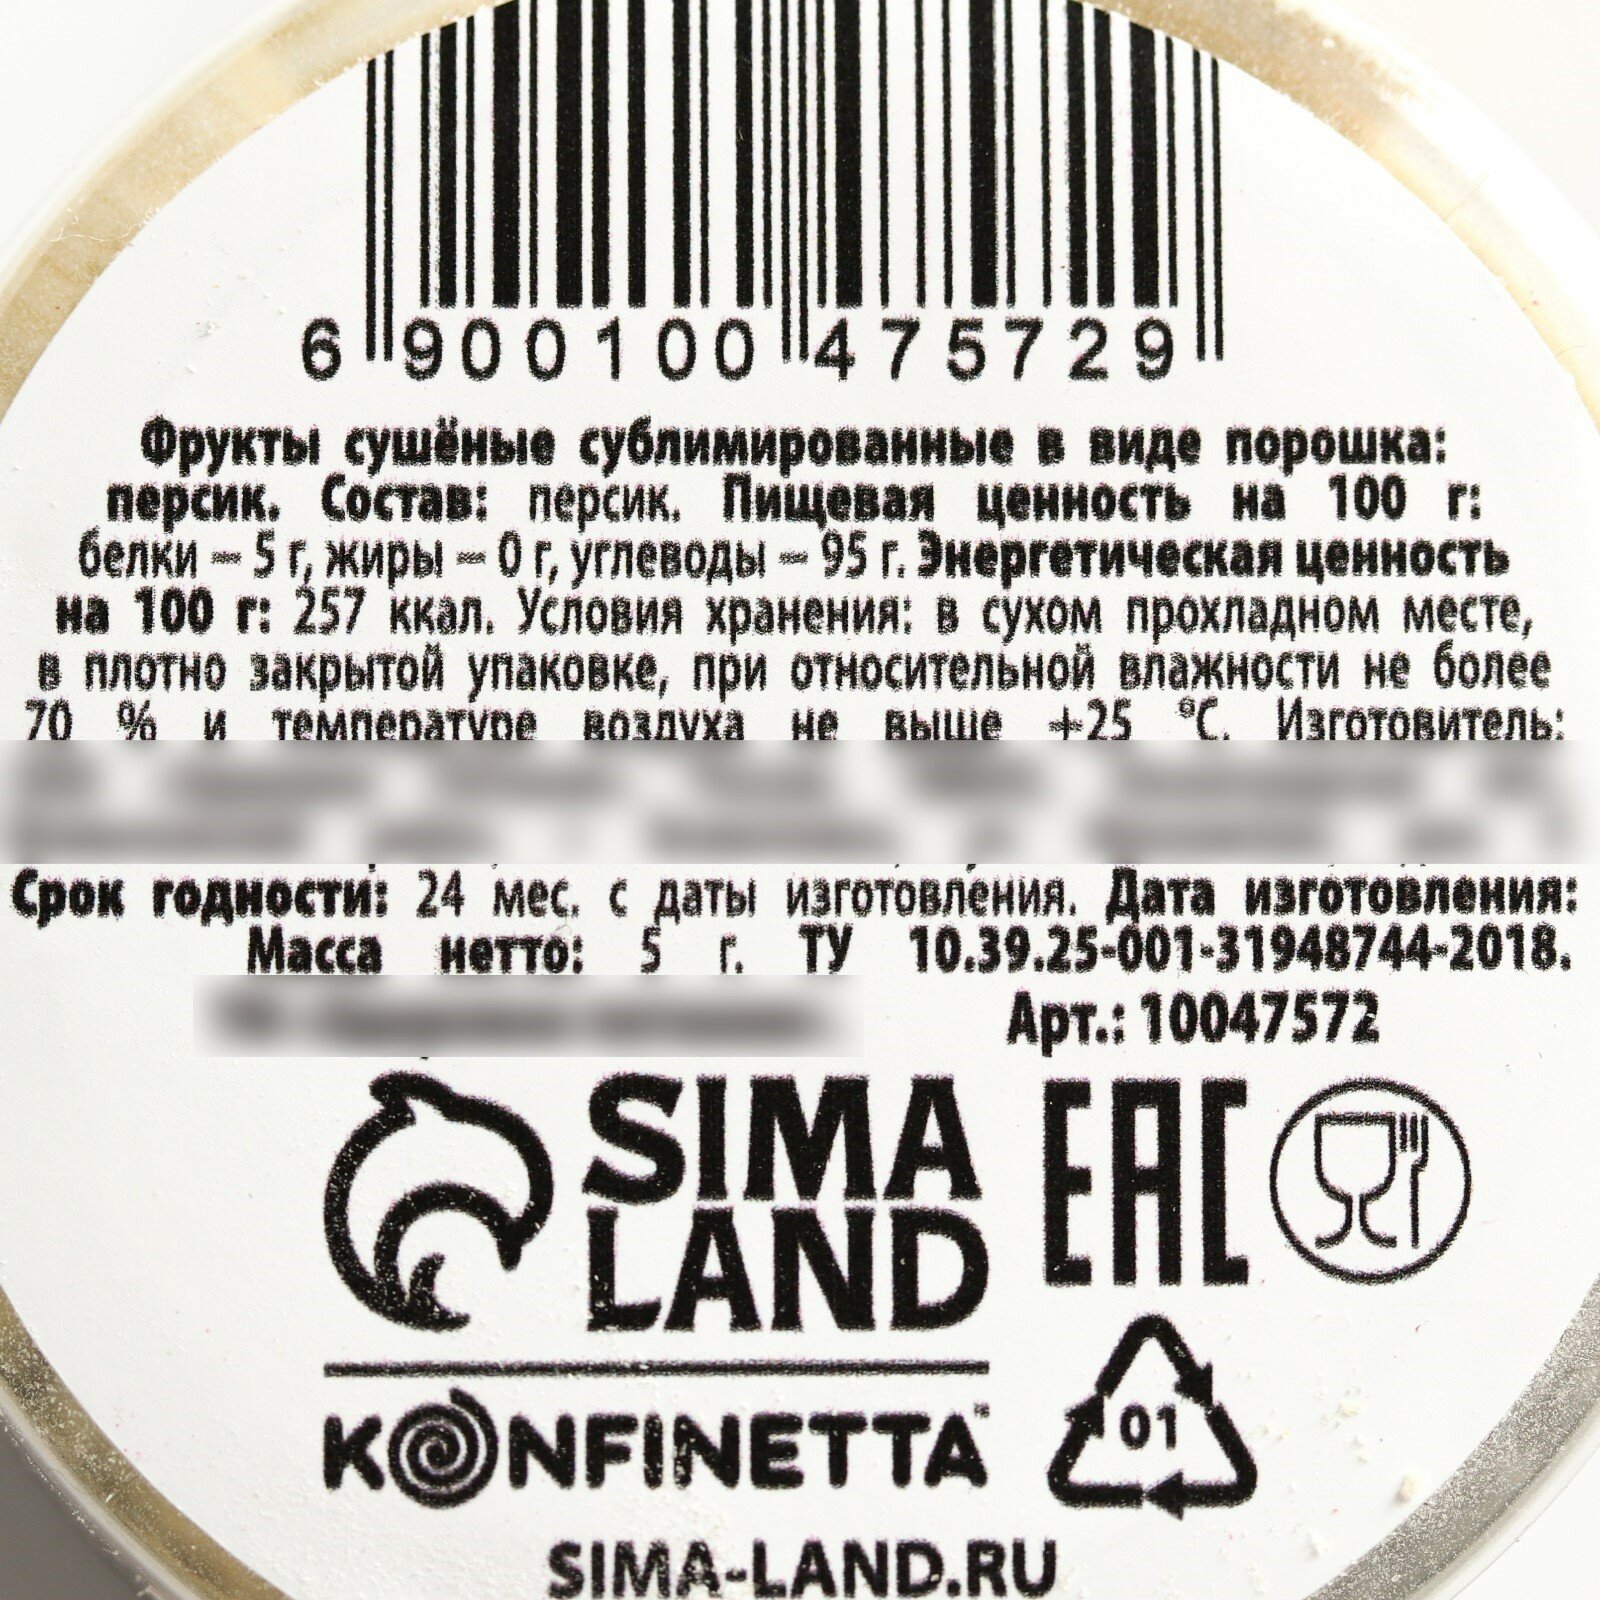 6 900100 475729
Фрукты сушёные сублимированные в виде порошка:
персик. Состав: персик. Пищевая ценность на 100 г:
белки – 5 г, жиры – 0 г, углеводы – 95 г. Энергетическая ценность
на 100 г: 257 ккал. Условия хранения: в сухом прохладном месте,
в плотно закрытой упаковке, при относительной влажности не более
70 % и температуре воздуха не выше +25 °С. Изготовитель:
Срок годности: 24 мес. с даты изготовления. Дата изготовления:
Масса нетто: 5 г. ТУ 10.39.25-001-31948744-2018.
Арт.: 10047572
SIMA
LAND
EAC
KONFINETTA
01
SIMA-LAND.RU